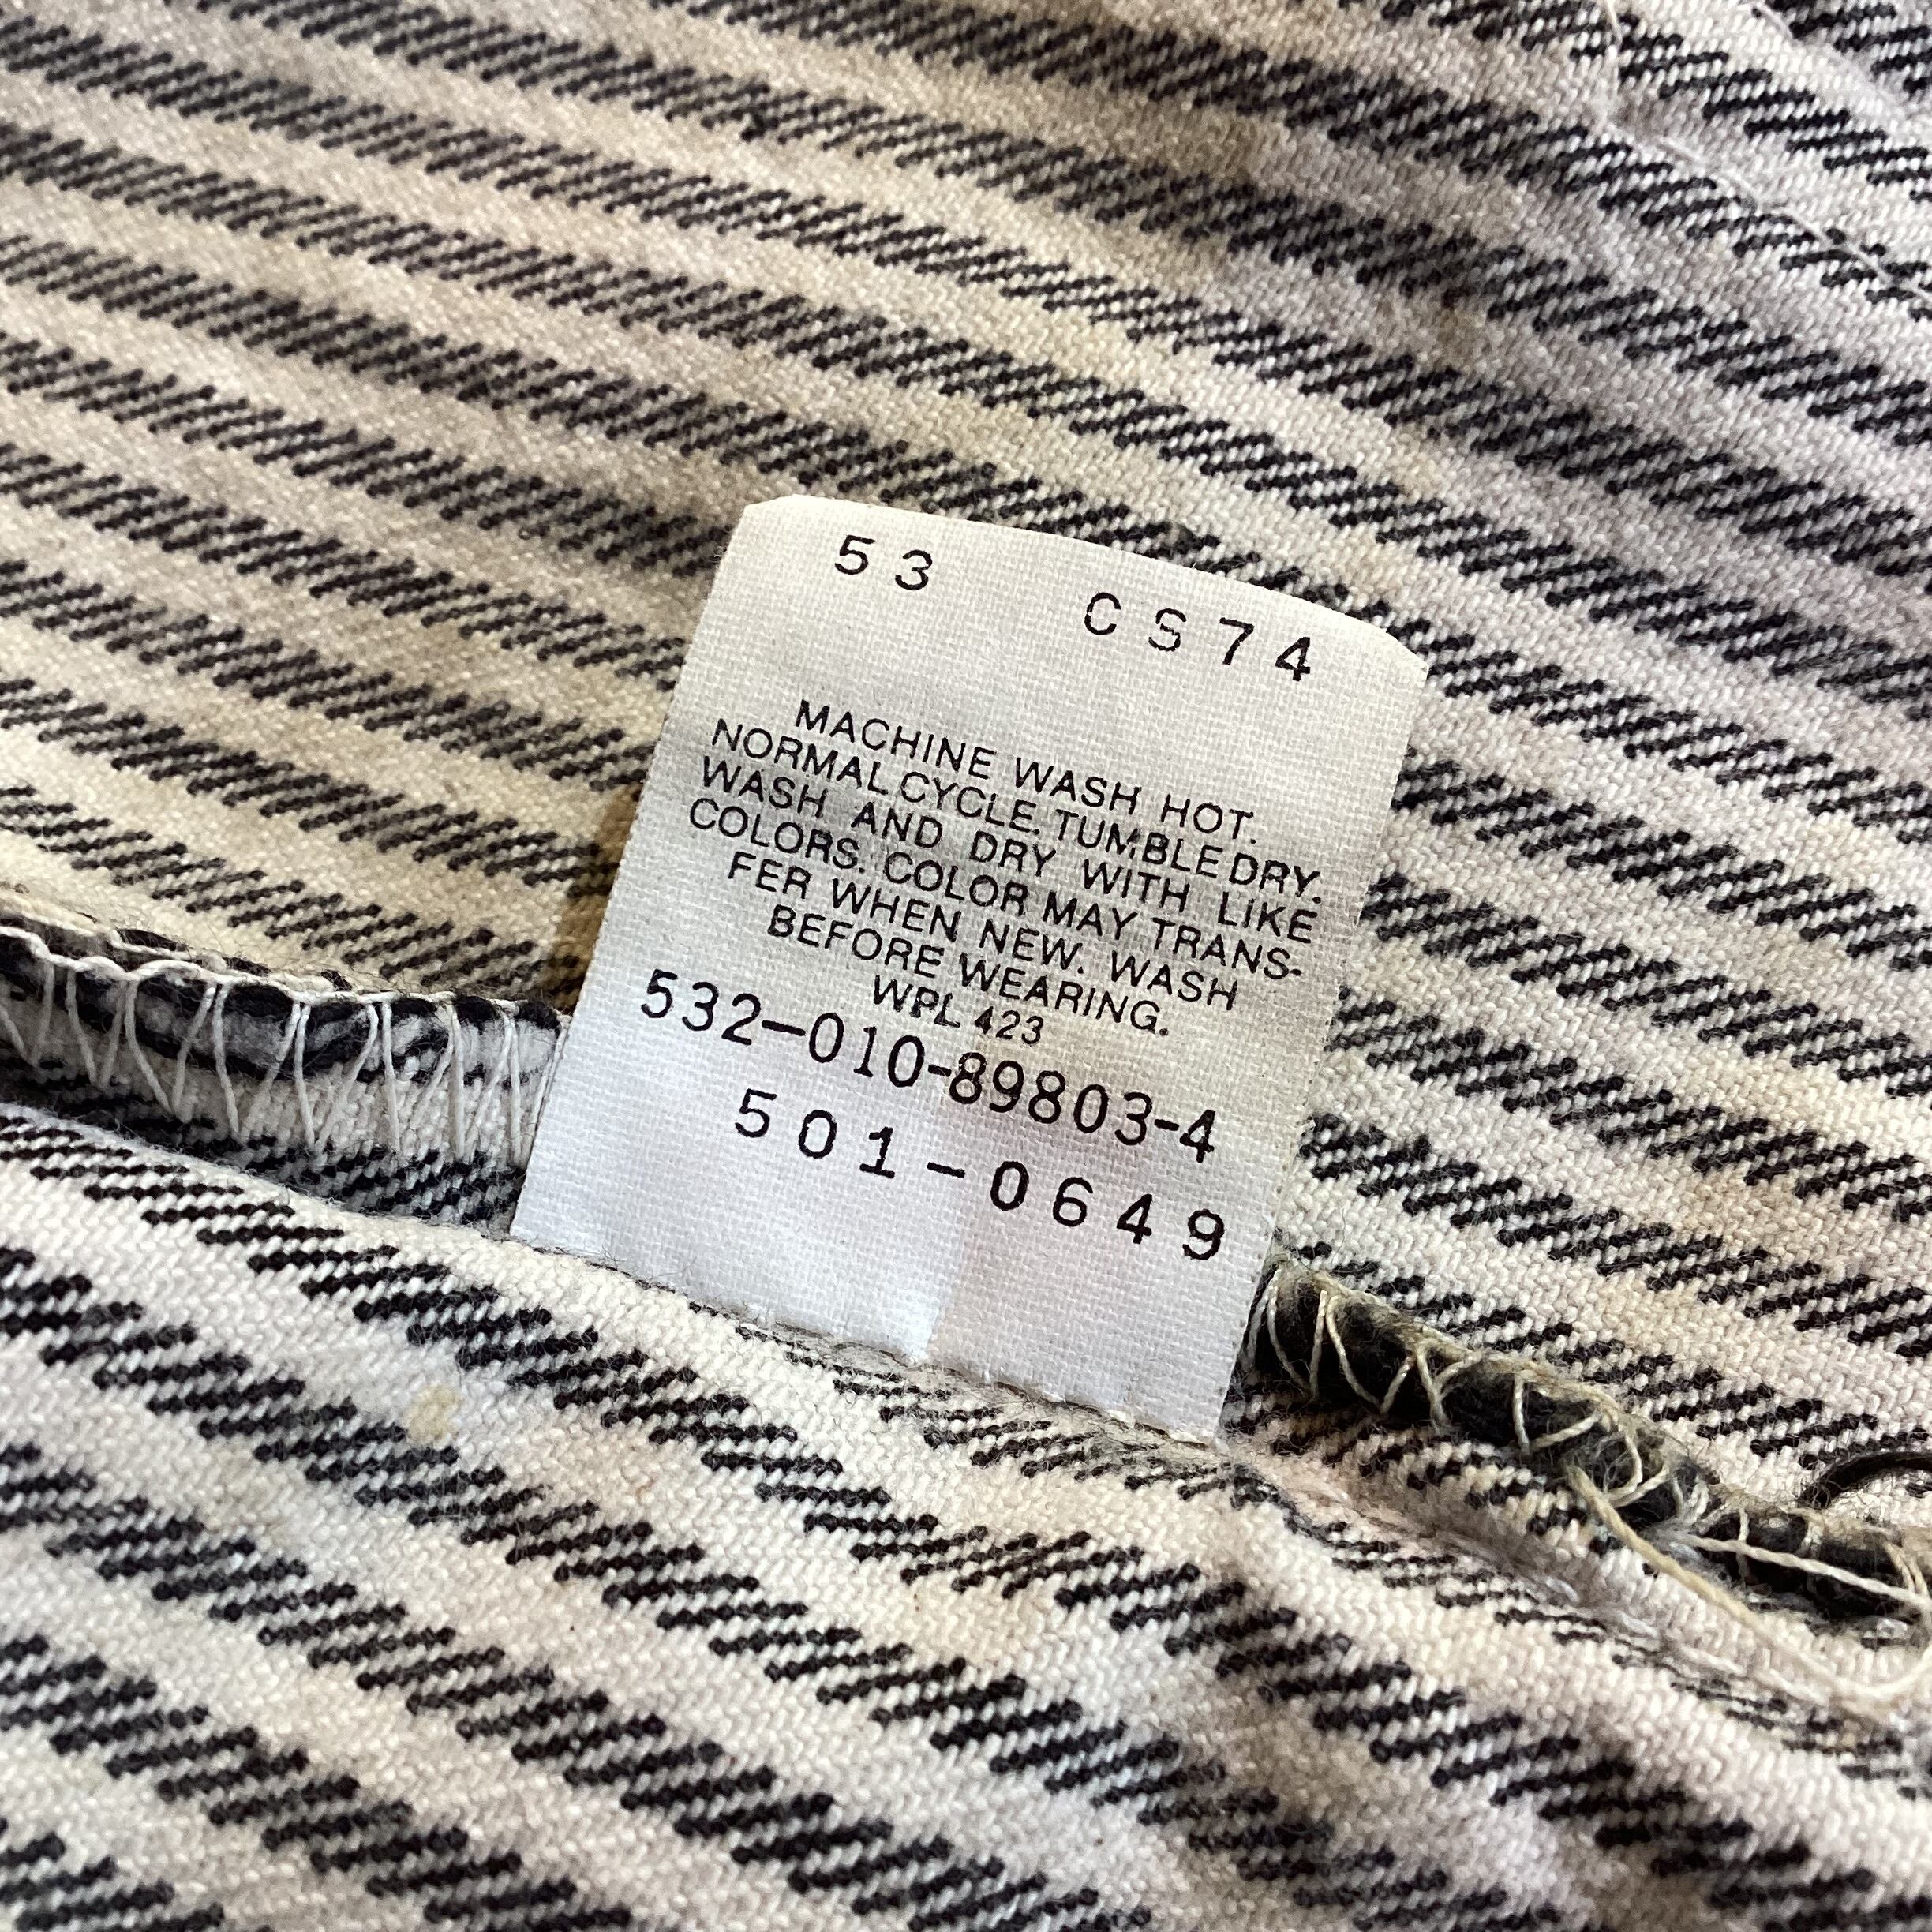 53 CS74
MACHINE WASH HOT.
NORMAL CYCLE. TUMBLE DRY.
WASH AND DRY WITH LIKE
COLORS. COLOR MAY TRANS-
FER WHEN NEW. WASH
BEFORE WEARING.
WPL 423
532-010-89803-4
501-0649